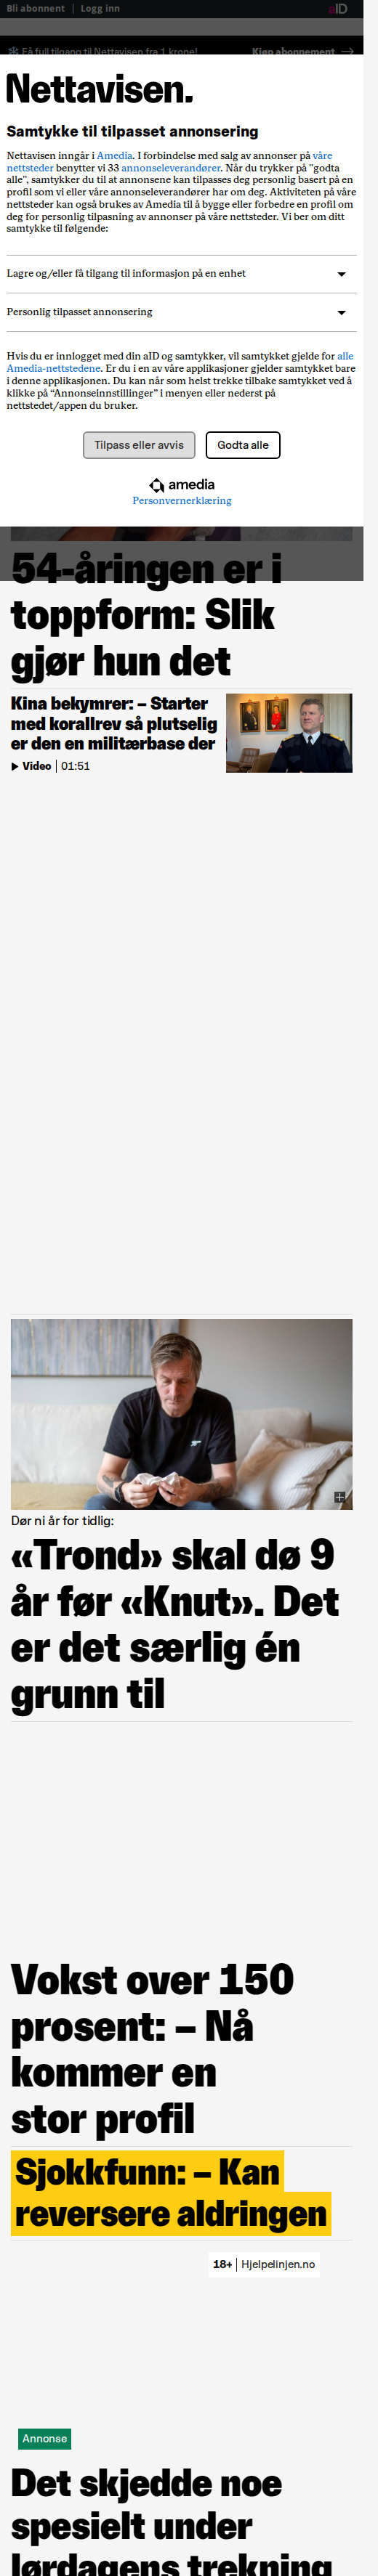 Bli abonnent | Logg inn
aID
Få full tilgang til Nettavisen fra 1 krone!
Kjøp abonnement →
Nettavisen.
Samtykke til tilpasset annonsering
Nettavisen inngår i Amedia. I forbindelse med salg av annonser på våre
nettsteder benytter vi 33 annonseleverandører. Når du trykker på "godta
alle", samtykker du til at annonsene kan tilpasses deg personlig basert på en
profil som vi eller våre annonseleverandører har om deg. Aktiviteten på våre
nettsteder kan også brukes av Amedia til å bygge eller forbedre en profil om
deg for personlig tilpasning av annonser på våre nettsteder. Vi ber om ditt
samtykke til følgende:
Lagre og/eller få tilgang til informasjon på en enhet
Personlig tilpasset annonsering
Hvis du er innlogget med din aID og samtykker, vil samtykket gjelde for alle
Amedia-nettstedene. Er du i en av våre applikasjoner gjelder samtykket bare
i denne applikasjonen. Du kan når som helst trekke tilbake samtykket ved å
klikke på “Annonseinnstillinger” i menyen eller nederst på
nettstedet/appen du bruker.
Tilpass eller avvis
Godta alle
amedia
Personvernerklæring
54-åringen er i
toppform: Slik
gjør hun det
Kina bekymrer: – Starter
med korallrev så plutselig
er den en militærbase der
Video | 01:51
Dør ni år for tidlig:
«Trond» skal dø 9
år før «Knut». Det
er det særlig én
grunn til
Vokst over 150
prosent: – Nå
kommer en
stor profil
Sjokkfunn: – Kan
reversere aldringen
18+ | Hjelpelinjen.no
Annonse
Det skjedde noe
spesielt under
lørdagens trekning